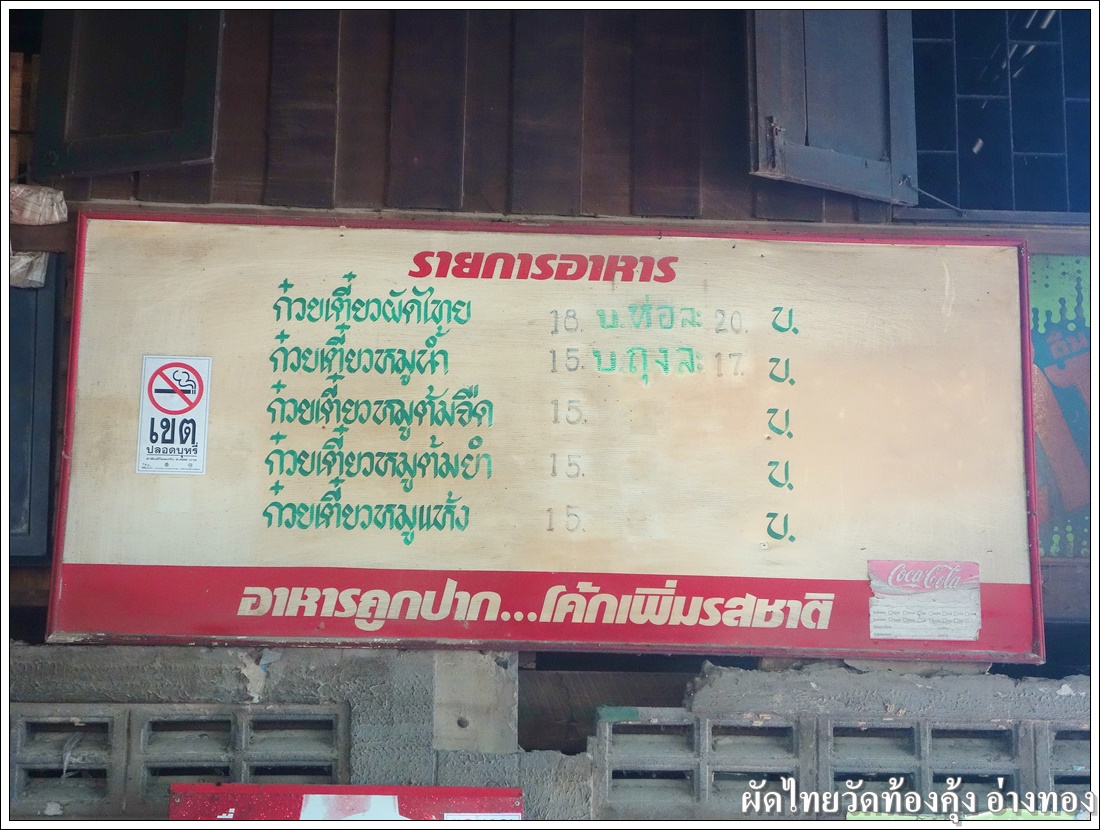 รายการอาหาร
ก๋วยเตี๋ยวผัดไทย 18. บ.ห่อละ 20. บ.
ก๋วยเตี๋ยวหมูน้ำ 15. บ.ถุงละ 17. บ.
ก๋วยเตี๋ยวหมูต้มจืด 15. บ.
ก๋วยเตี๋ยวหมูต้มยำ 15. บ.
ก๋วยเตี๋ยวหมูแห้ง 15. บ.
เขต
ปลอดบุหรี่
อาหารถูกปาก...โค้กเพิ่มรสชาติ
Coca-Cola
ผัดไทยวัดท้องคุ้ง อ่างทอง